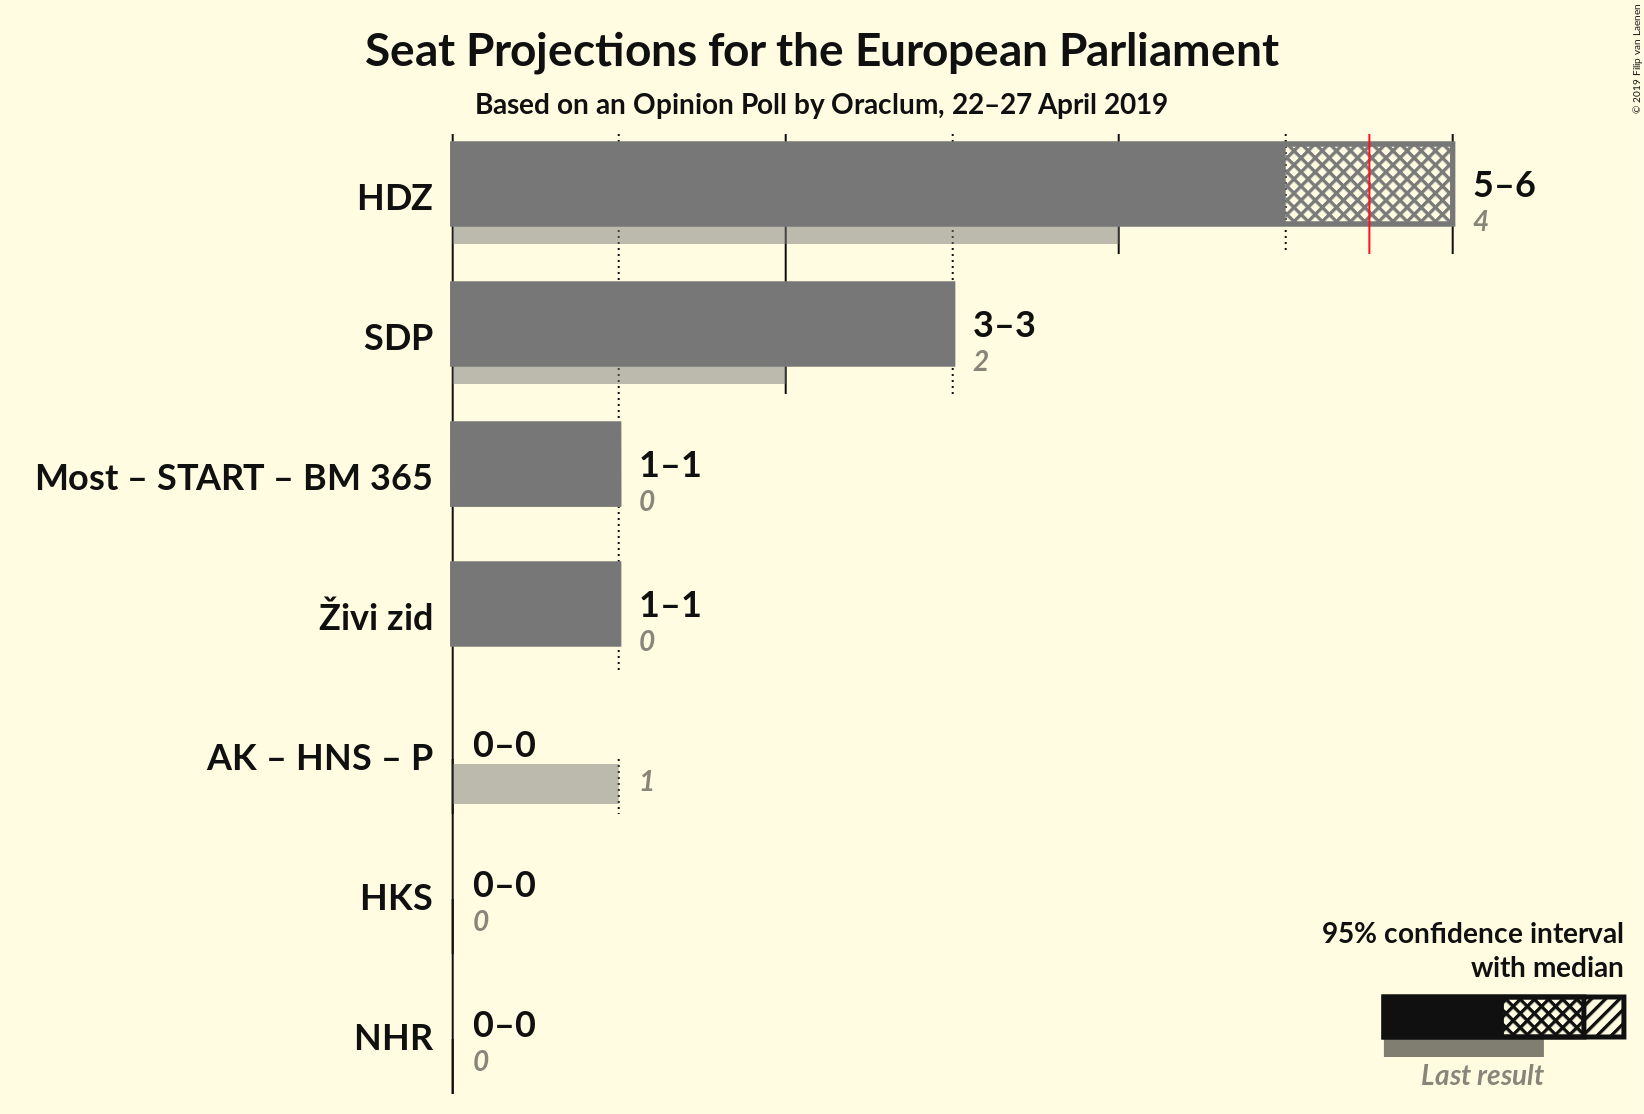 Seat Projections for the European Parliament
Based on an Opinion Poll by Oraclum, 22–27 April 2019
© 2019 Filip van Laenen
HDZ
5–6
4
SDP
3–3
2
Most – START – BM 365
1–1
0
Živi zid
1–1
0
AK – HNS – P
0–0
1
HKS
0–0
0
NHR
0–0
0
95% confidence interval
with median
Last result